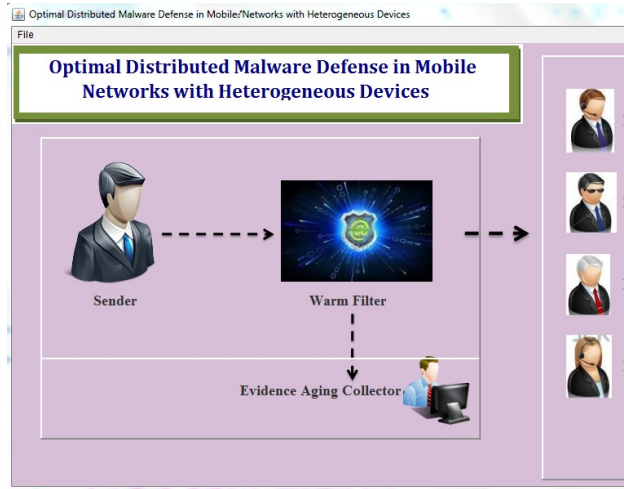 Optimal Distributed Malware Defense in Mobile Networks with Heterogeneous Devices
File
Optimal Distributed Malware Defense in Mobile
Networks with Heterogeneous Devices
Sender
Warm Filter
Evidence Aging Collector